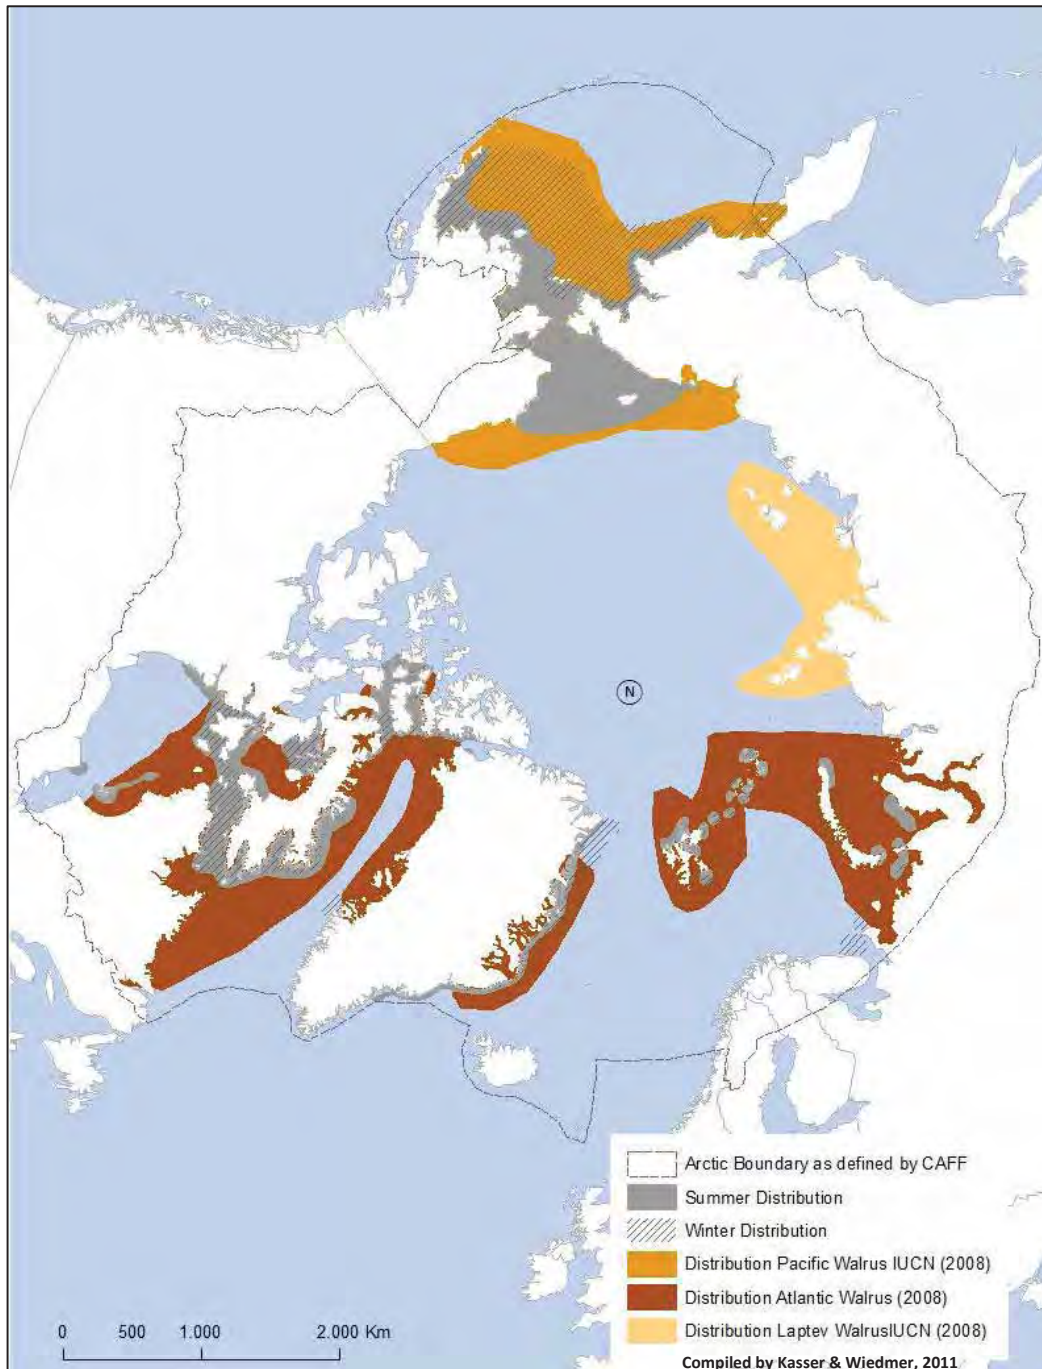 N
Arctic Boundary as defined by CAFF
Summer Distribution
Winter Distribution
Distribution Pacific Walrus IUCN (2008)
Distribution Atlantic Walrus (2008)
Distribution Laptev WalrusIUCN (2008)
0 500 1.000 2.000 Km
Compiled by Kasser & Wiedmer, 2011